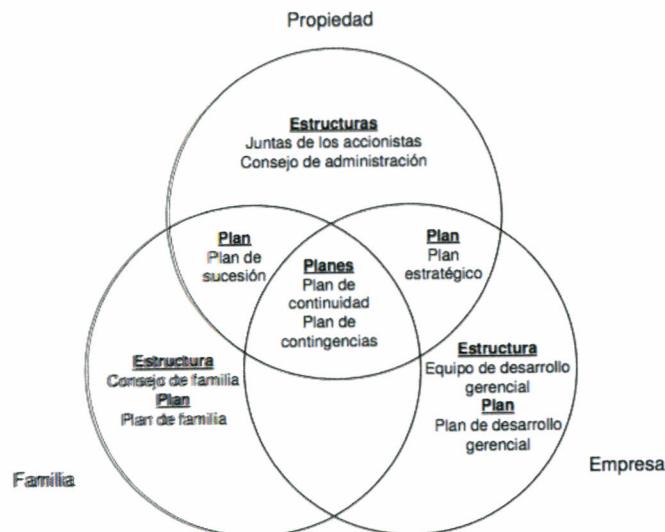 Propiedad
Estructuras
Juntas de los accionistas
Consejo de administración
Plan
Plan de
sucesión
Planes
Plan de
continuidad
Plan de
contingencias
Plan
Plan
estratégico
Estructura
Consejo de familia
Plan
Plan de familia
Estructura
Equipo de desarrollo
gerencial
Plan
Plan de desarrollo
gerencial
Familia
Empresa